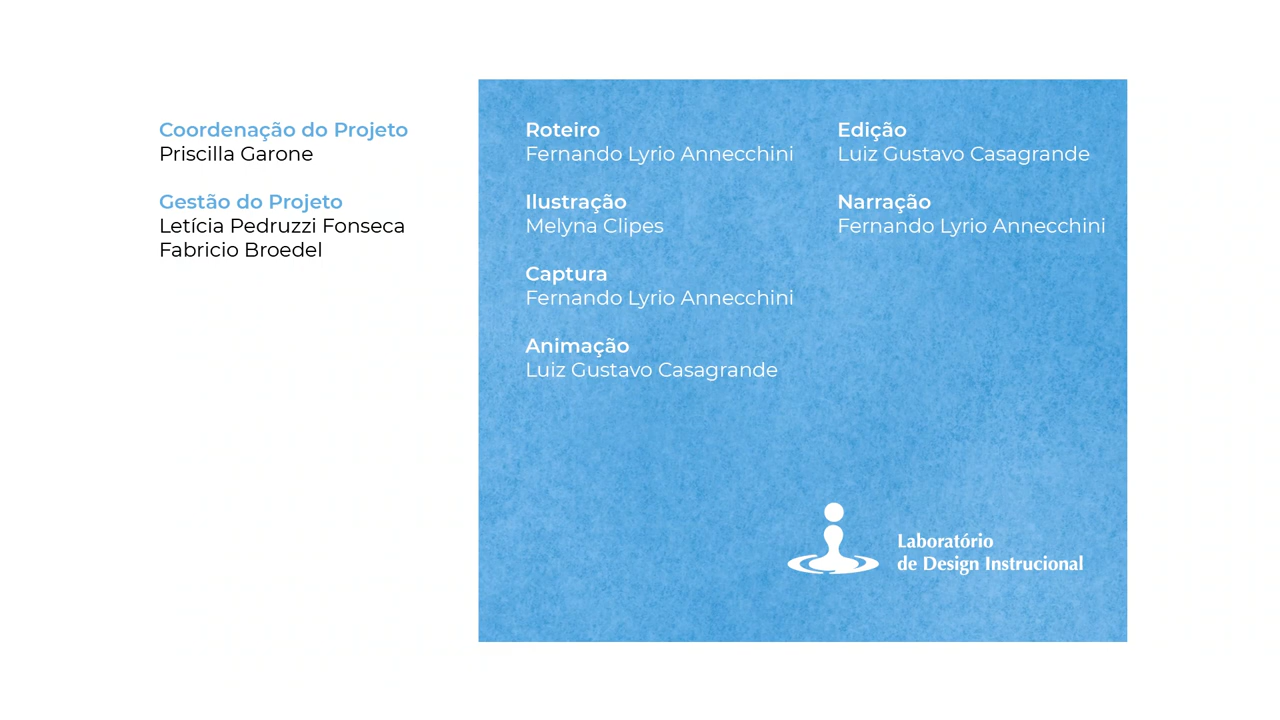 Coordenação do Projeto
Priscilla Garone
Gestão do Projeto
Letícia Pedruzzi Fonseca
Fabricio Broedel
Roteiro
Fernando Lyrio Annecchini
Ilustração
Melyna Clipes
Captura
Fernando Lyrio Annecchini
Animação
Luiz Gustavo Casagrande
Edição
Luiz Gustavo Casagrande
Narração
Fernando Lyrio Annecchini
Laboratório
de Design Instrucional